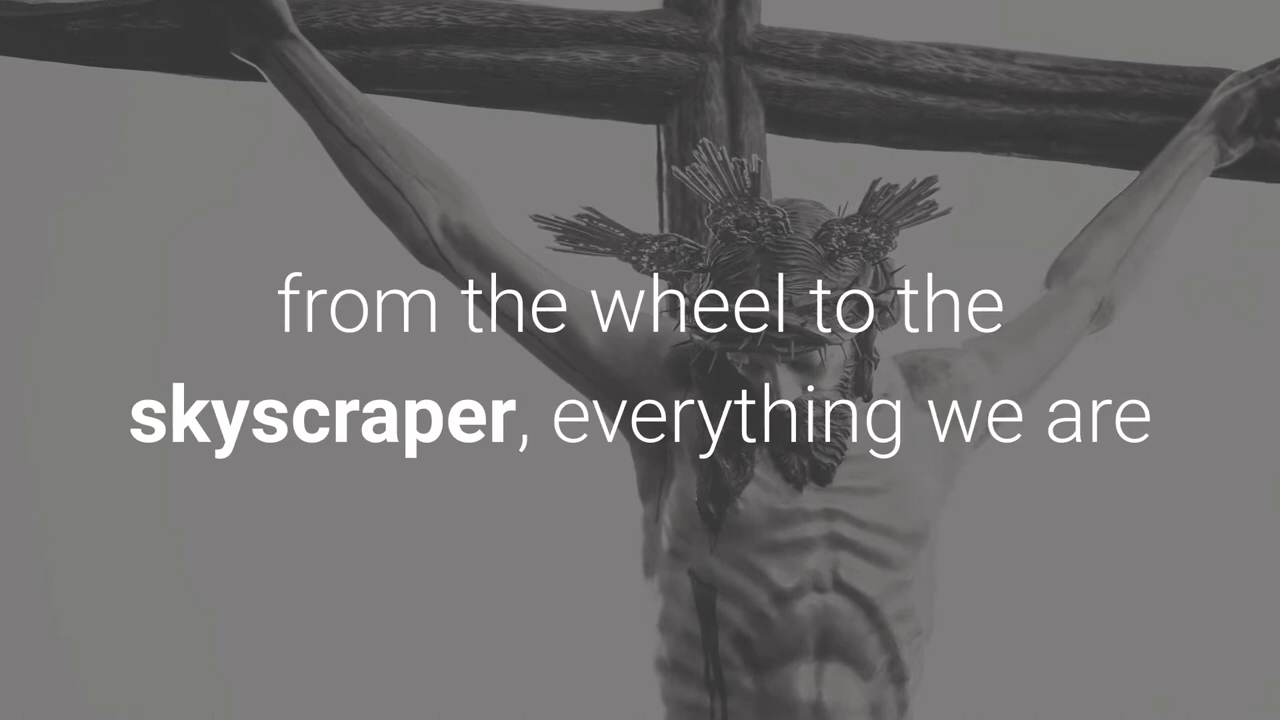 from the wheel to the
skyscraper, everything we are